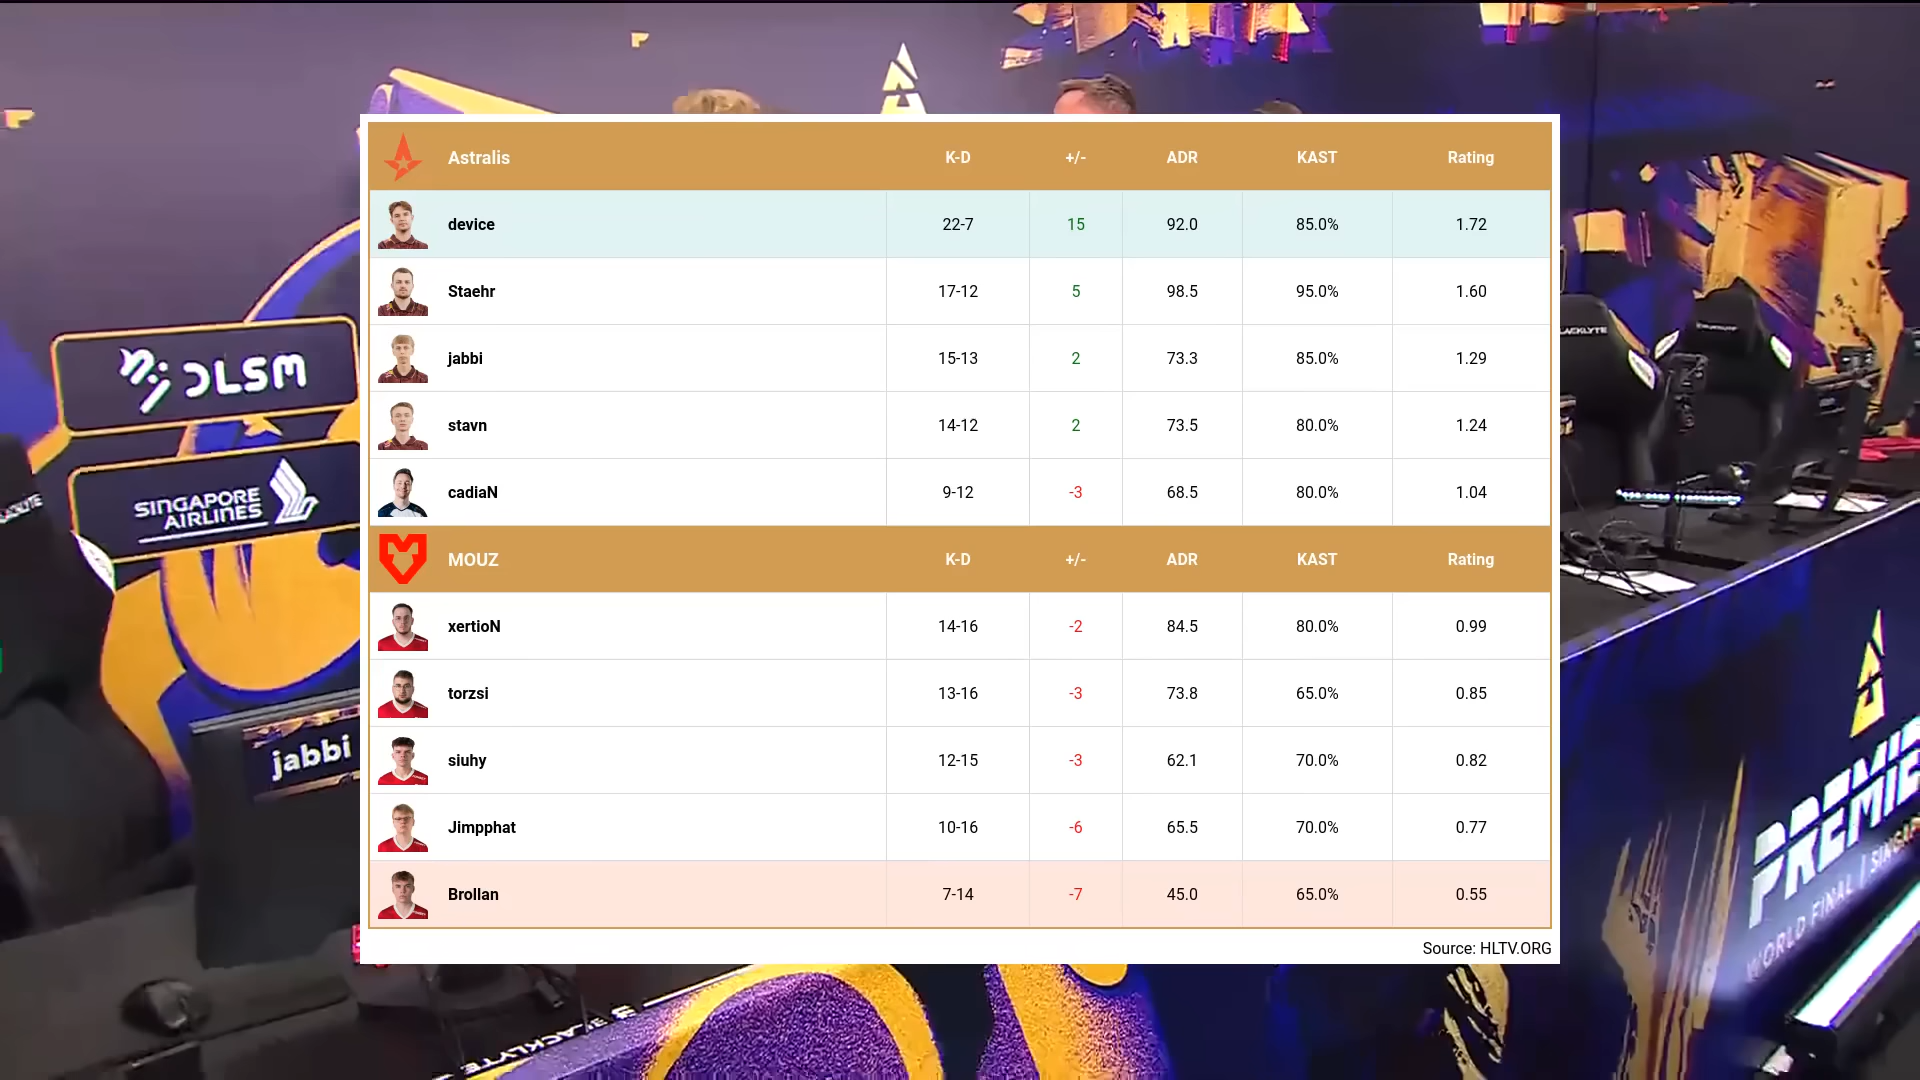 Astralis K-D +/- ADR KAST Rating
device 22-7 15 92.0 85.0% 1.72
Staehr 17-12 5 98.5 95.0% 1.60
jabbi 15-13 2 73.3 85.0% 1.29
stavn 14-12 2 73.5 80.0% 1.24
cadiaN 9-12 -3 68.5 80.0% 1.04
MOUZ K-D +/- ADR KAST Rating
xertioN 14-16 -2 84.5 80.0% 0.99
torzsi 13-16 -3 73.8 65.0% 0.85
siuhy 12-15 -3 62.1 70.0% 0.82
Jimpphat 10-16 -6 65.5 70.0% 0.77
Brollan 7-14 -7 45.0 65.0% 0.55
Source: HLTV.ORG
SINGAPORE
AIRLINES
jabbi
WORLD FINAL
BLACKLYTE